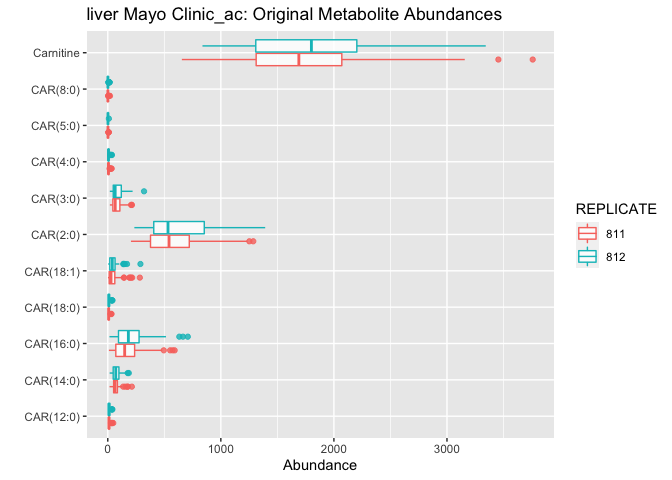 liver Mayo Clinic_ac: Original Metabolite Abundances
Carnitine
CAR(8:0)
CAR(5:0)
CAR(4:0)
CAR(3:0)
CAR(2:0)
CAR(18:1)
CAR(18:0)
CAR(16:0)
CAR(14:0)
CAR(12:0)
0 1000 2000 3000
Abundance
REPLICATE
811
812